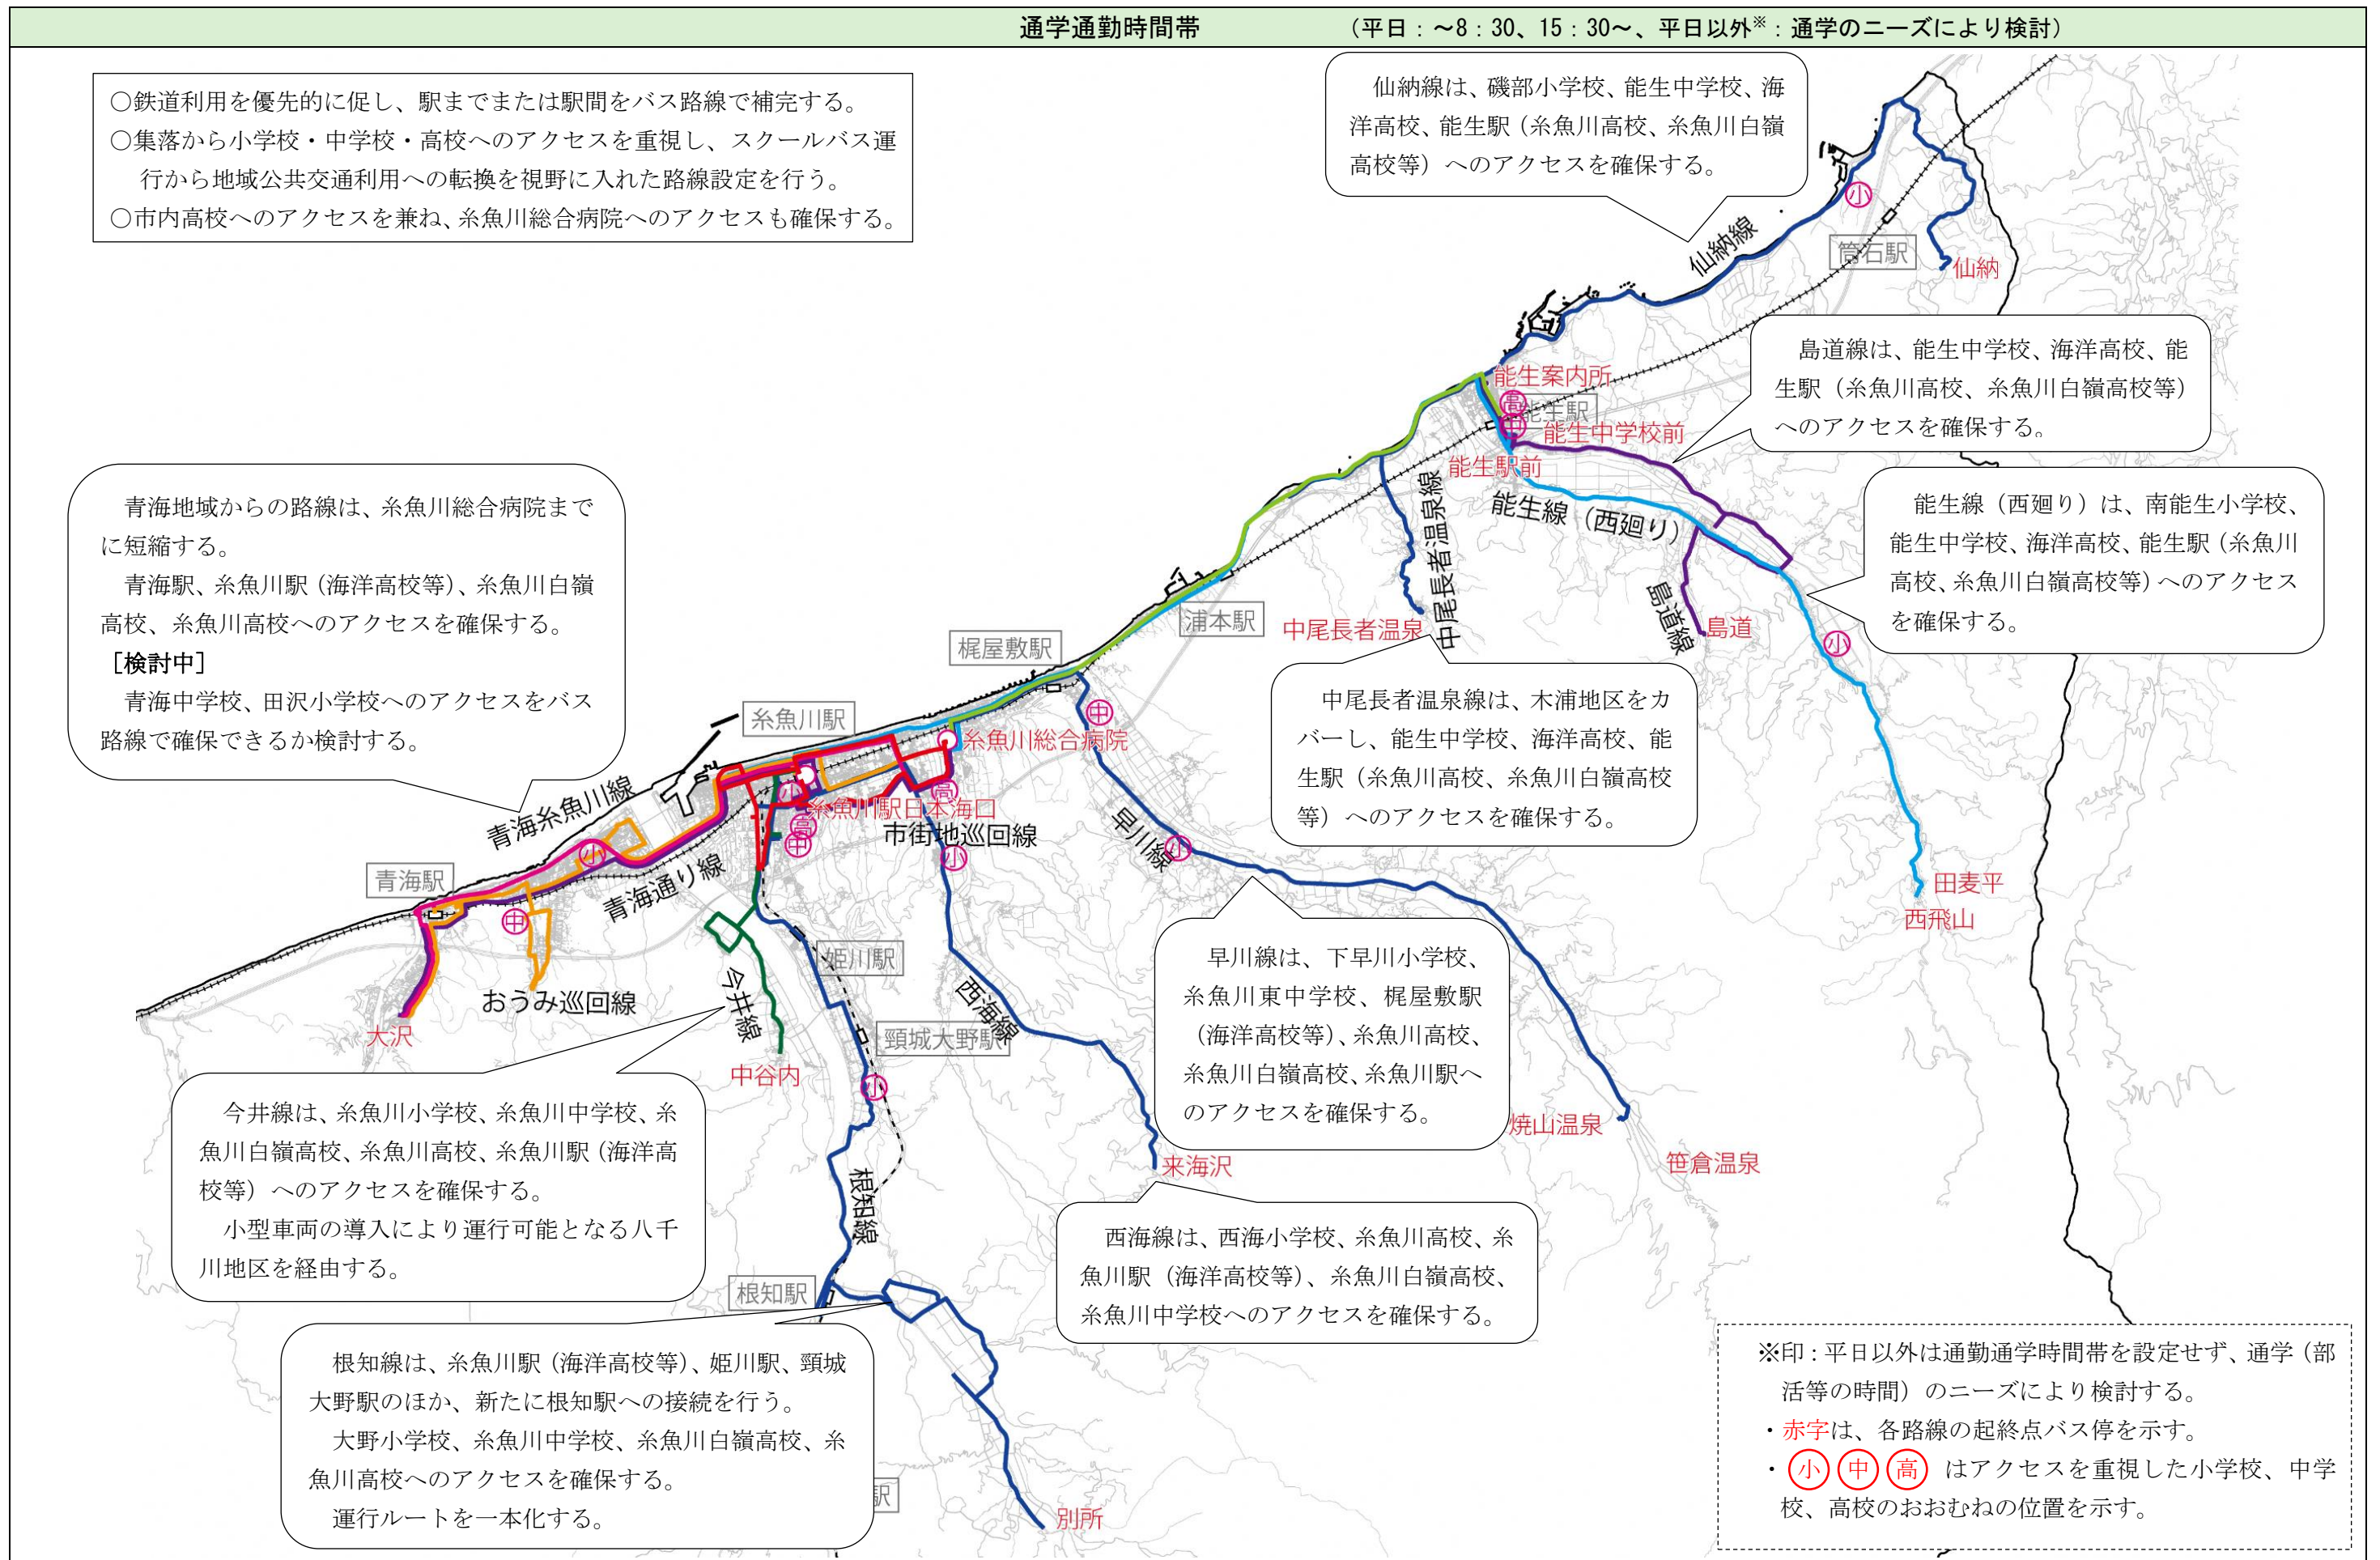 通学通勤時間帯　（平日：～8：30、15：30～、平日以外※：通学のニーズにより検討）
○鉄道利用を優先的に促し、駅までまたは駅間をバス路線で補完する。
○集落から小学校・中学校・高校へのアクセスを重視し、スクールバス運
行から地域公共交通利用への転換を視野に入れた路線設定を行う。
○市内高校へのアクセスを兼ね、糸魚川総合病院へのアクセスも確保する。
仙納線は、磯部小学校、能生中学校、海
洋高校、能生駅（糸魚川高校、糸魚川白嶺
高校等）へのアクセスを確保する。
小
仙納線
筒石駅
仙納
島道線は、能生中学校、海洋高校、能
生駅（糸魚川高校、糸魚川白嶺高校等）
へのアクセスを確保する。
能生案内所
高
能生駅
中
能生中学校前
能生駅前
能生線（西廻り）
能生線（西廻り）は、南能生小学校、
能生中学校、海洋高校、能生駅（糸魚川
高校、糸魚川白嶺高校等）へのアクセス
を確保する。
青海地域からの路線は、糸魚川総合病院まで
に短縮する。
青海駅、糸魚川駅（海洋高校等）、糸魚川白嶺
高校、糸魚川高校へのアクセスを確保する。
［検討中］
青海中学校、田沢小学校へのアクセスをバス
路線で確保できるか検討する。
中尾長者温泉線
島道線
浦本駅
中尾長者温泉
島道
小
梶屋敷駅
中尾長者温泉線は、木浦地区をカ
バーし、能生中学校、海洋高校、能
生駅（糸魚川高校、糸魚川白嶺高校
等）へのアクセスを確保する。
糸魚川駅
中
糸魚川総合病院
小
高
糸魚川駅日本海口
高
中
市街地巡回線
小
早川線
小
青海糸魚川線
小
青海通り線
青海駅
中
田麦平
西飛山
姫川駅
早川線は、下早川小学校、
糸魚川東中学校、梶屋敷駅
（海洋高校等）、糸魚川高校、
糸魚川白嶺高校、糸魚川駅へ
のアクセスを確保する。
おうみ巡回線
今井線
西海線
大沢
頸城大野駅
中谷内
小
今井線は、糸魚川小学校、糸魚川中学校、糸
魚川白嶺高校、糸魚川高校、糸魚川駅（海洋高
校等）へのアクセスを確保する。
小型車両の導入により運行可能となる八千
川地区を経由する。
焼山温泉
笹倉温泉
来海沢
根知線
西海線は、西海小学校、糸魚川高校、糸
魚川駅（海洋高校等）、糸魚川白嶺高校、
糸魚川中学校へのアクセスを確保する。
根知駅
根知線は、糸魚川駅（海洋高校等）、姫川駅、頸城
大野駅のほか、新たに根知駅への接続を行う。
大野小学校、糸魚川中学校、糸魚川白嶺高校、糸
魚川高校へのアクセスを確保する。
運行ルートを一本化する。
駅
別所
※印：平日以外は通勤通学時間帯を設定せず、通学（部
活等の時間）のニーズにより検討する。
・赤字は、各路線の起終点バス停を示す。
・小 中 高 はアクセスを重視した小学校、中学
校、高校のおおむねの位置を示す。